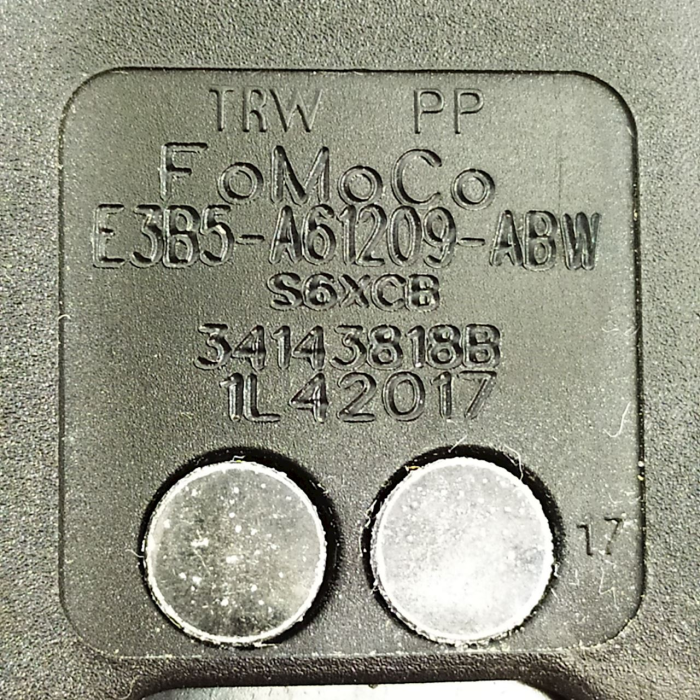 TRW PP
FoMoCo
E3B5-A61209-ABW
S6XCB
34143818B
1L42017
17